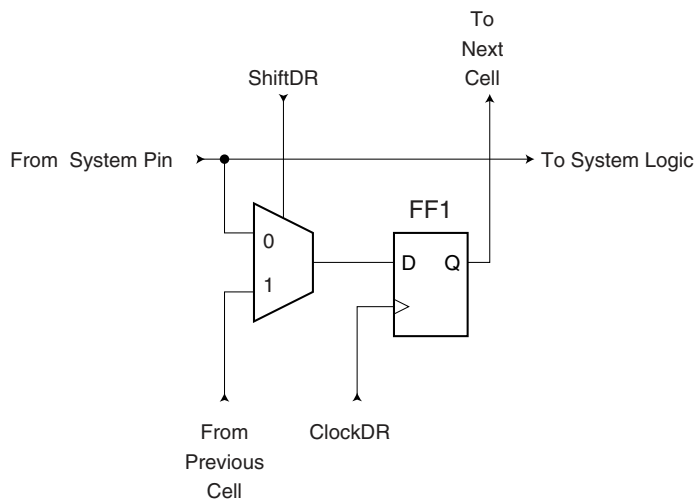 To
Next
Cell
ShiftDR
From System Pin
To System Logic
FF1
0
D Q
1
From
Previous
Cell
ClockDR